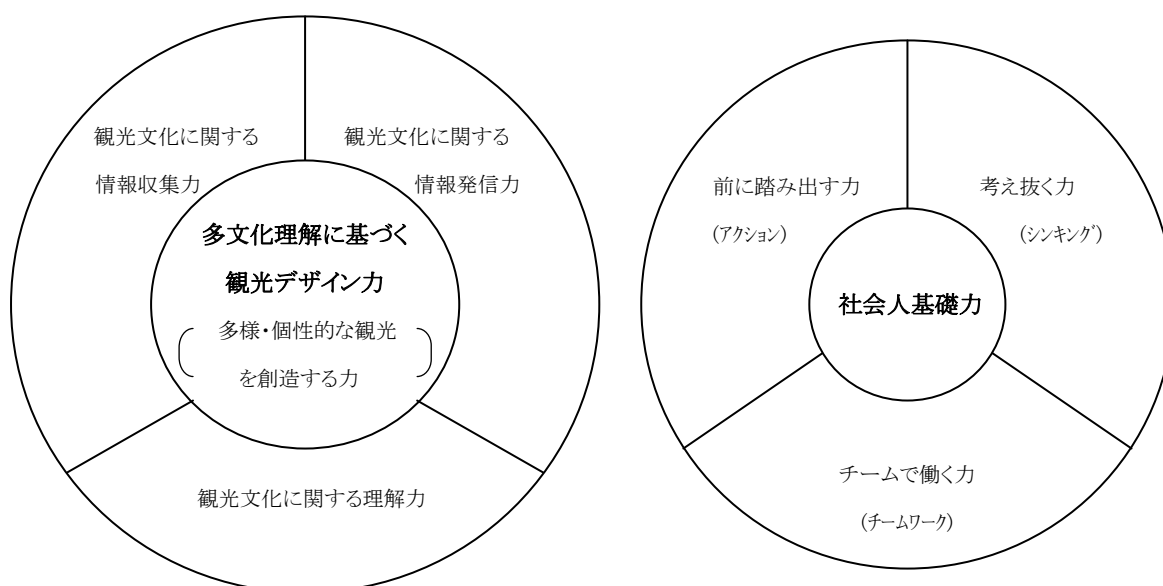 観光文化に関する
情報収集力
観光文化に関する
情報発信力
多文化理解に基づく
観光デザイン力
多様・個性的な観光
を創造する力
観光文化に関する理解力
前に踏み出す力
(アクション)
考え抜く力
(シンキング)
社会人基礎力
チームで働く力
(チームワーク)